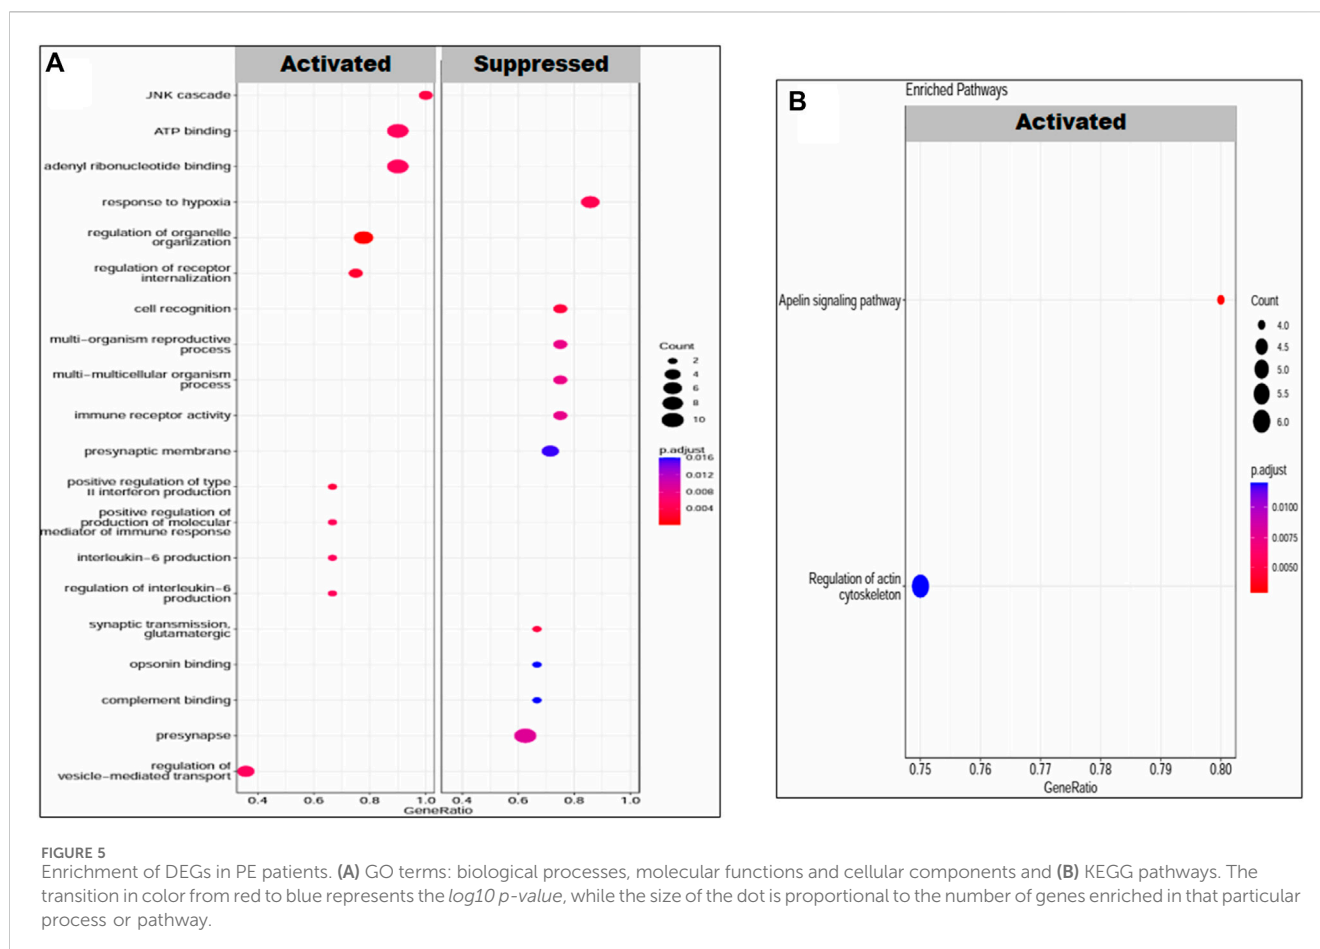 A
Activated
Suppressed
JNK cascade
ATP binding
adenyl ribonucleotide binding
response to hypoxia
regulation of organelle
organization
regulation of receptor
internalization
cell recognition
multi−organism reproductive
process
multi−multicellular organism
process
immune receptor activity
presynaptic membrane
positive regulation of type
II interferon production
positive regulation of
production of molecular
mediator of immune response
interleukin−6 production
regulation of interleukin−6
production
synaptic transmission,
glutamatergic
opsonin binding
complement binding
presynapse
regulation of
vesicle−mediated transport
0.4 0.6 0.8 1.0 0.4 0.6 0.8 1.0
GeneRatio
Count
2
4
6
8
10
p.adjust
0.016
0.012
0.008
0.004
B
Enriched Pathways
Activated
Apelin signaling pathway
Regulation of actin
cytoskeleton
0.75 0.76 0.77 0.78 0.79 0.80
GeneRatio
Count
4.0
4.5
5.0
5.5
6.0
p.adjust
0.0100
0.0075
0.0050
FIGURE 5
Enrichment of DEGs in PE patients. (A) GO terms: biological processes, molecular functions and cellular components and (B) KEGG pathways. The
transition in color from red to blue represents the log10 p-value, while the size of the dot is proportional to the number of genes enriched in that particular
process or pathway.